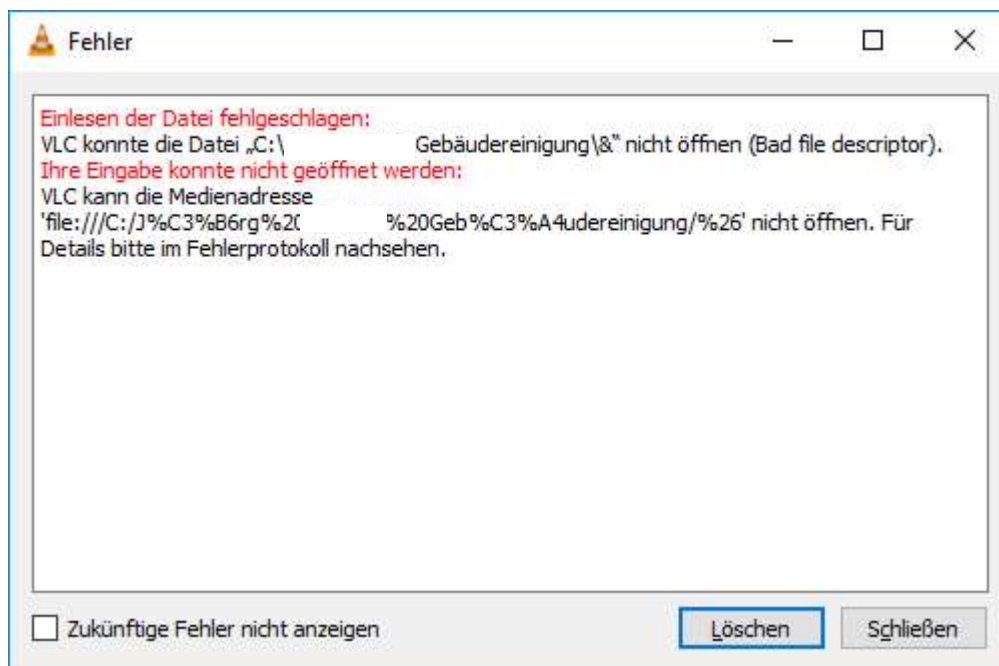 Fehler
Einlesen der Datei fehlgeschlagen:
VLC konnte die Datei „C:\ Gebäudereinigung\&“ nicht öffnen (Bad file descriptor).
Ihre Eingabe konnte nicht geöffnet werden:
VLC kann die Medienadresse
'file:///C:/J%C3%B6rg%20 %20Geb%C3%A4udereinigung/%26' nicht öffnen. Für
Details bitte im Fehlerprotokoll nachsehen.
Zukünftige Fehler nicht anzeigen
Löschen
Schließen